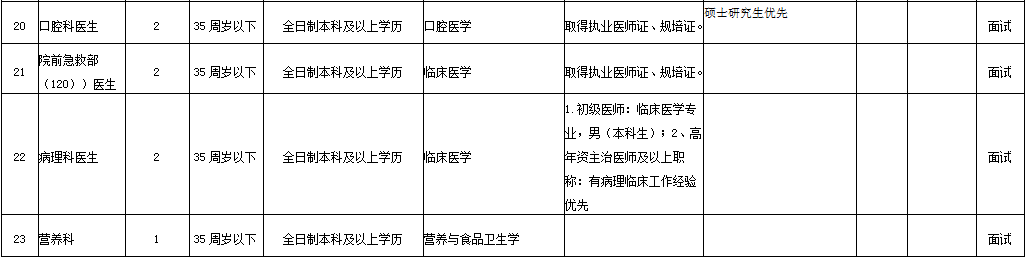 20 口腔科医生 2 35周岁以下 全日制本科及以上学历 口腔医学 取得执业医师证、规培证。 硕士研究生优先 面试
21 院前急救部（120））医生 2 35周岁以下 全日制本科及以上学历 临床医学 取得执业医师证、规培证。 面试
22 病理科医生 2 35周岁以下 全日制本科及以上学历 临床医学 1.初级医师：临床医学专业，男（本科生）；2、高年资主治医师及以上职称：有病理临床工作经验优先 面试
23 营养科 1 35周岁以下 全日制本科及以上学历 营养与食品卫生学 面试